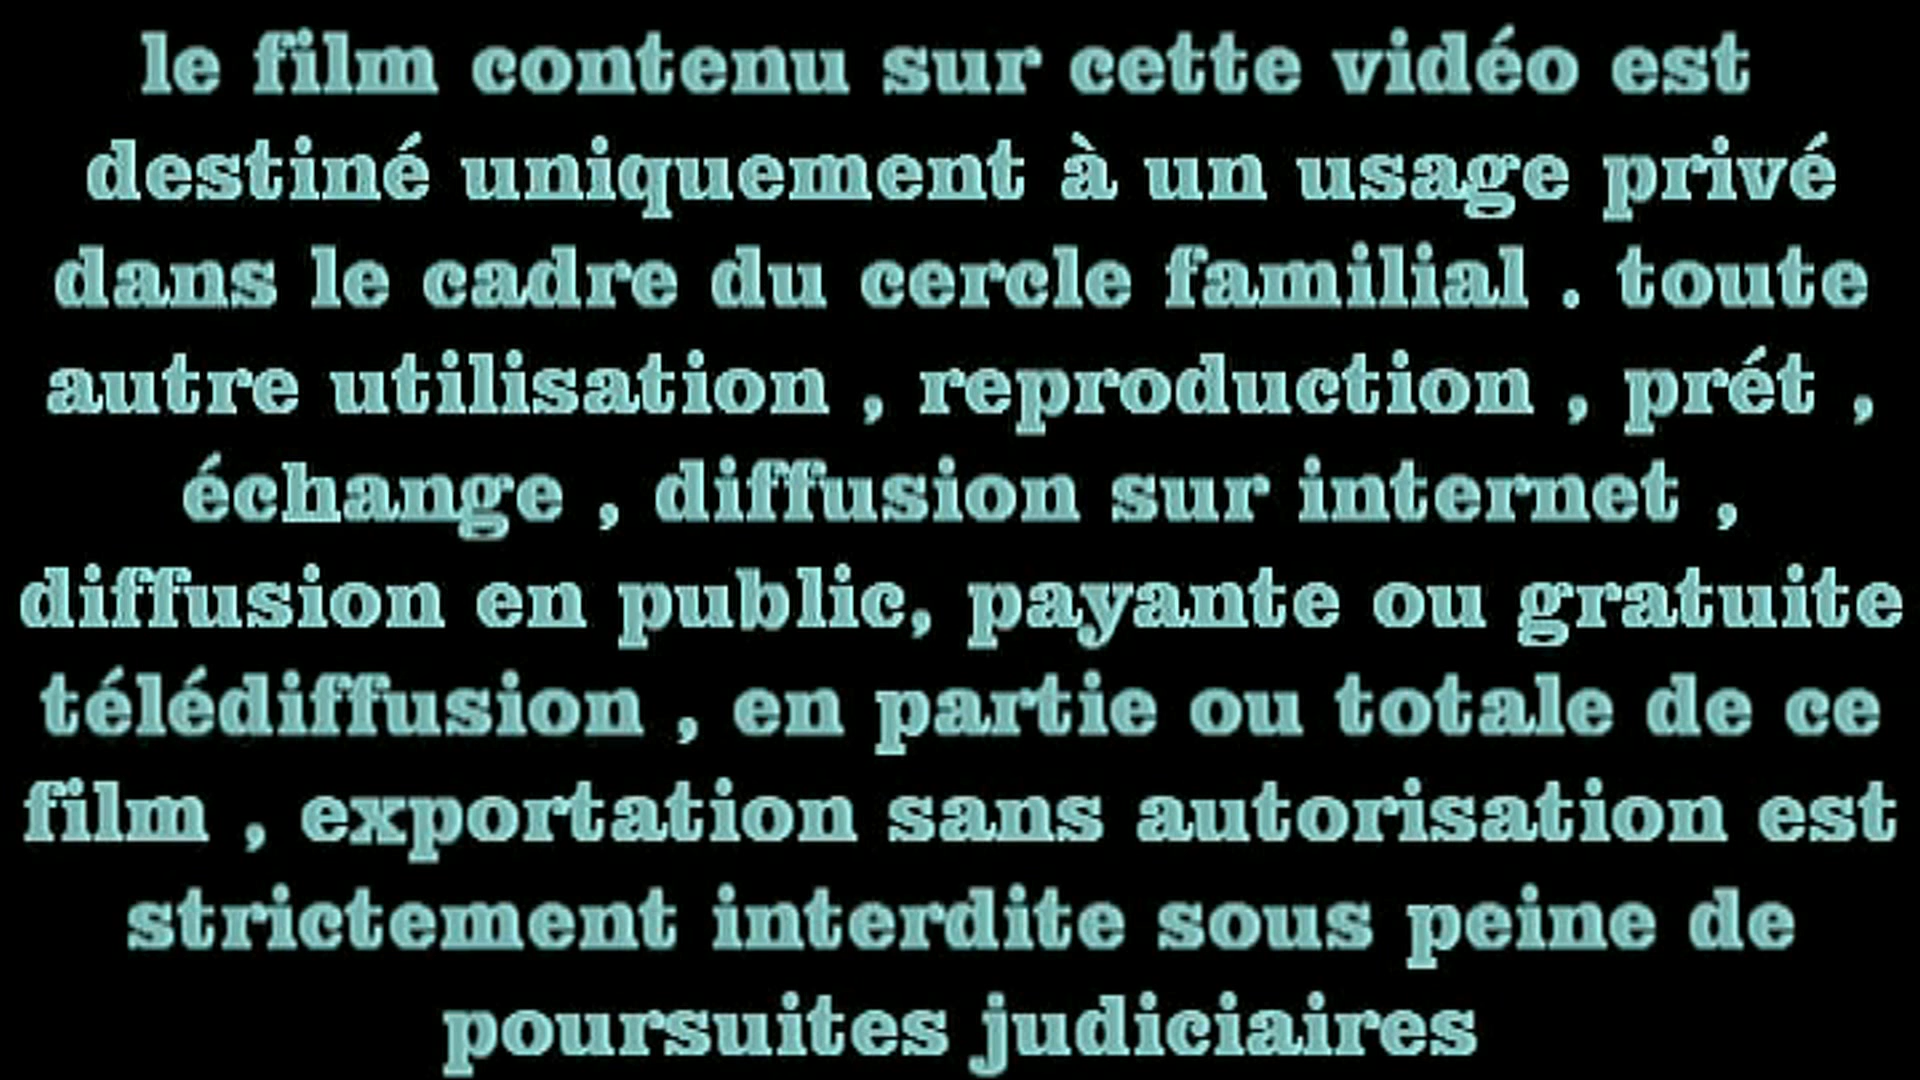 le film contenu sur cette vidéo est
destiné uniquement à un usage privé
dans le cadre du cercle familial . toute
autre utilisation , reproduction , prét ,
échange , diffusion sur internet ,
diffusion en public, payante ou gratuite
télédiffusion , en partie ou totale de ce
film , exportation sans autorisation est
strictement interdite sous peine de
poursuites judiciaires